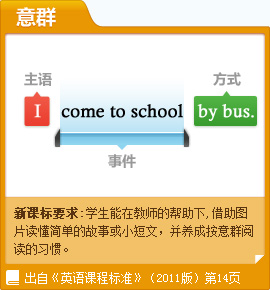 意群
主语
方式
I come to school by bus.
事件
新课标要求:学生能在教师的帮助下,借助图
片读懂简单的故事或小短文，并养成按意群阅
读的习惯。
出自《英语课程标准》（2011版）第14页